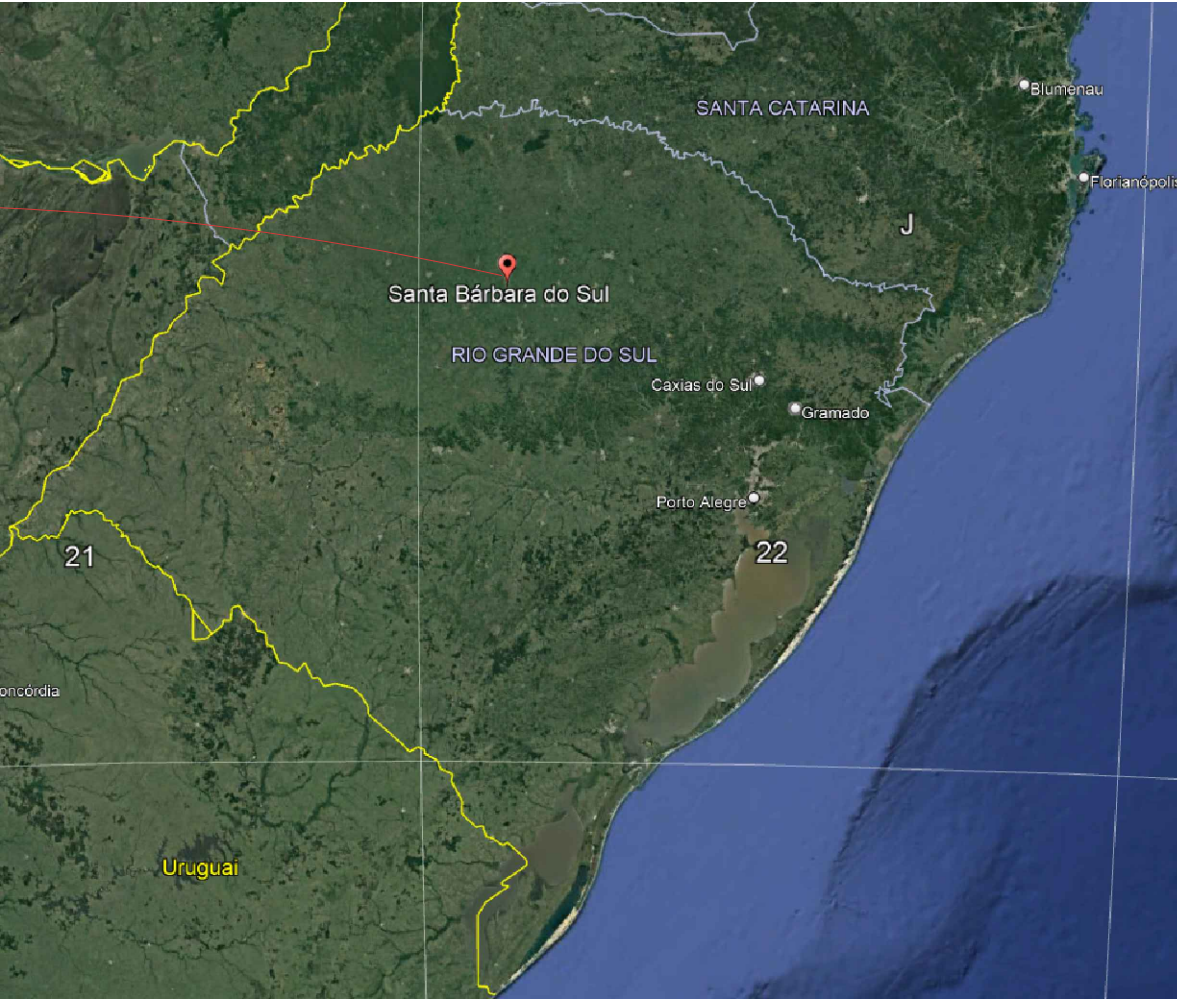 Blumenau
SANTA CATARINA
Florianópolis
J
Santa Bárbara do Sul
RIO GRANDE DO SUL
Caxias do Sul
Gramado
Porto Alegre
22
21
oncórdia
Uruguai